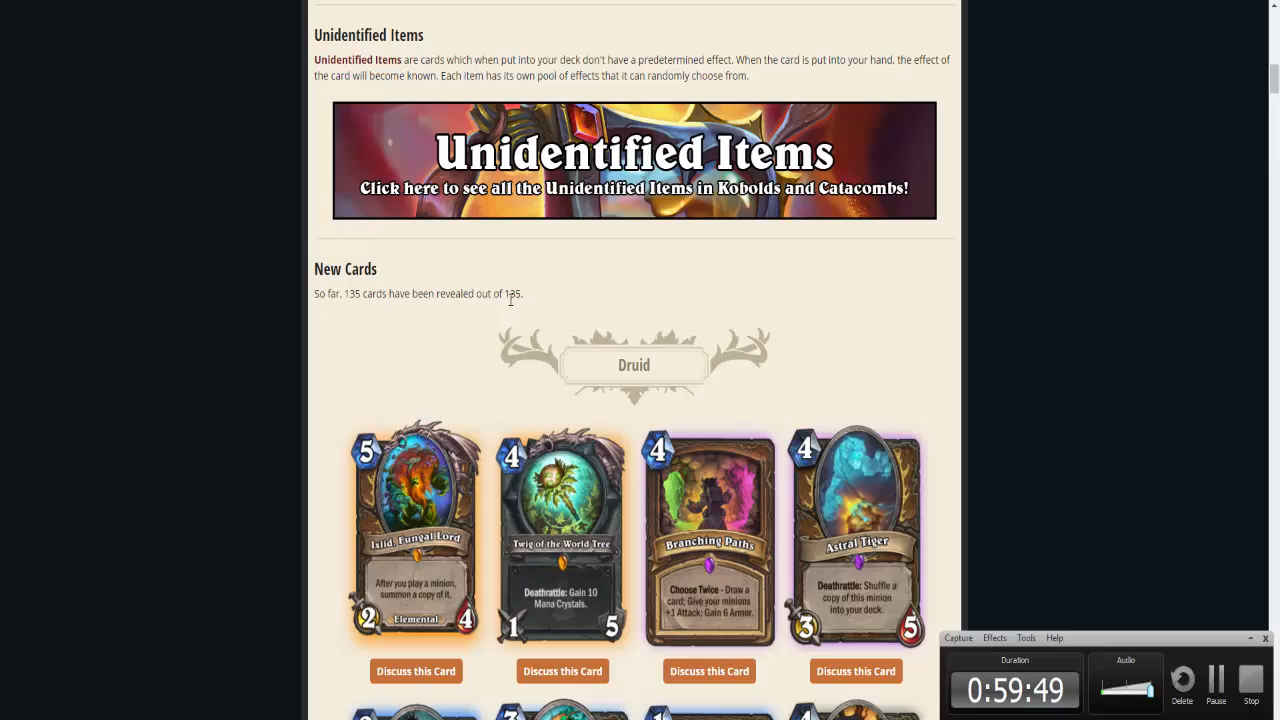 Unidentified Items
Unidentified Items are cards which when put into your deck don't have a predetermined effect. When the card is put into your hand, the effect of
the card will become known. Each item has its own pool of effects that it can randomly choose from.
Unidentified Items
Click here to see all the Unidentified Items in Kobolds and Catacombs!
New Cards
So far, 135 cards have been revealed out of 135.
Druid
5
Ixlid, Fungal Lord
After you play a minion,
summon a copy of it.
2
Elemental
4
Discuss this Card
4
Twig of the World Tree
Deathrattle: Gain 10
Mana Crystals.
1
5
Discuss this Card
4
Branching Paths
Choose Twice - Draw a
card; Give your minions
+1 Attack; Gain 6 Armor.
Discuss this Card
4
Astral Tiger
Deathrattle: Shuffle a
copy of this minion
into your deck.
3
5
Discuss this Card
Capture Effects Tools Help
Duration
0:59:49
Audio
Delete
Pause
Stop